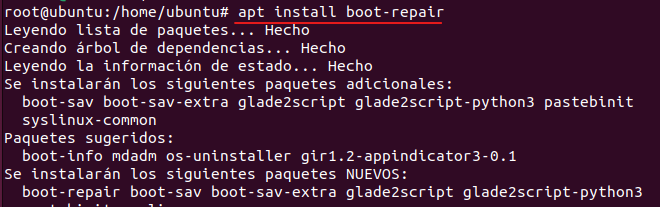 root@ubuntu:/home/ubuntu# apt install boot-repair
Leyendo lista de paquetes... Hecho
Creando árbol de dependencias... Hecho
Leyendo la información de estado... Hecho
Se instalarán los siguientes paquetes adicionales:
  boot-sav boot-sav-extra glade2script glade2script-python3 pastebinit
  syslinux-common
Paquetes sugeridos:
  boot-info mdadm os-uninstaller gir1.2-appindicator3-0.1
Se instalarán los siguientes paquetes NUEVOS:
  boot-repair boot-sav boot-sav-extra glade2script glade2script-python3